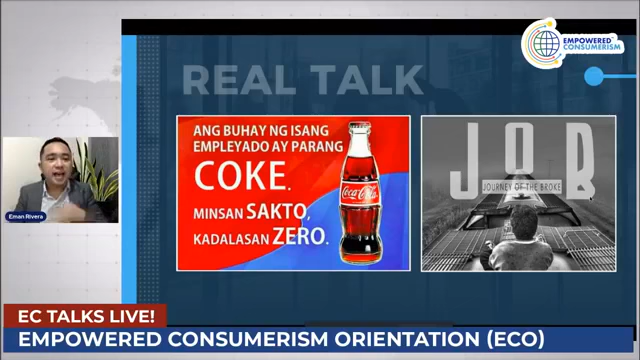 EMPOWERED
CONSUMERISM
REAL TALK
ANG BUHAY NG ISANG
EMPLEYADO AY PARANG
COKE.
MINSAN SAKTO,
KADALASAN ZERO.
Coca-Cola
JOB
JOURNEY OF THE BROKE
Eman Rivera
EC TALKS LIVE!
EMPOWERED CONSUMERISM ORIENTATION (ECO)